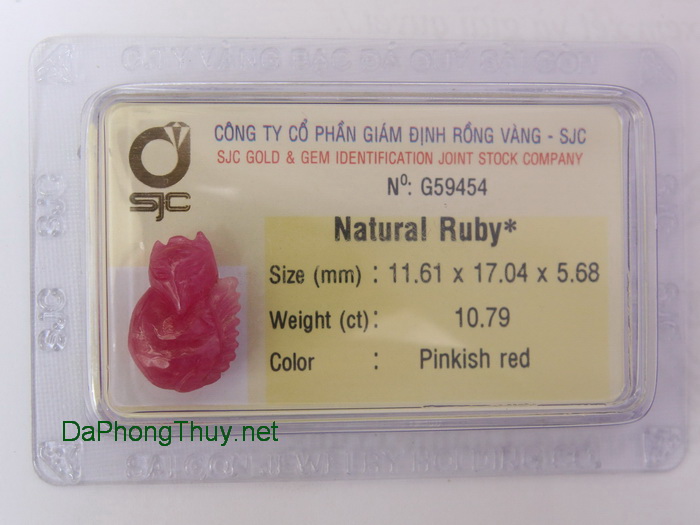 SJC
CÔNG TY CỔ PHẦN GIÁM ĐỊNH RỒNG VÀNG - SJC
SJC GOLD & GEM IDENTIFICATION JOINT STOCK COMPANY
Nº: G59454
Natural Ruby*
Size (mm) : 11.61 x 17.04 x 5.68
Weight (ct) : 10.79
Color : Pinkish red
DaPhongThuy.net
SJC
SJC